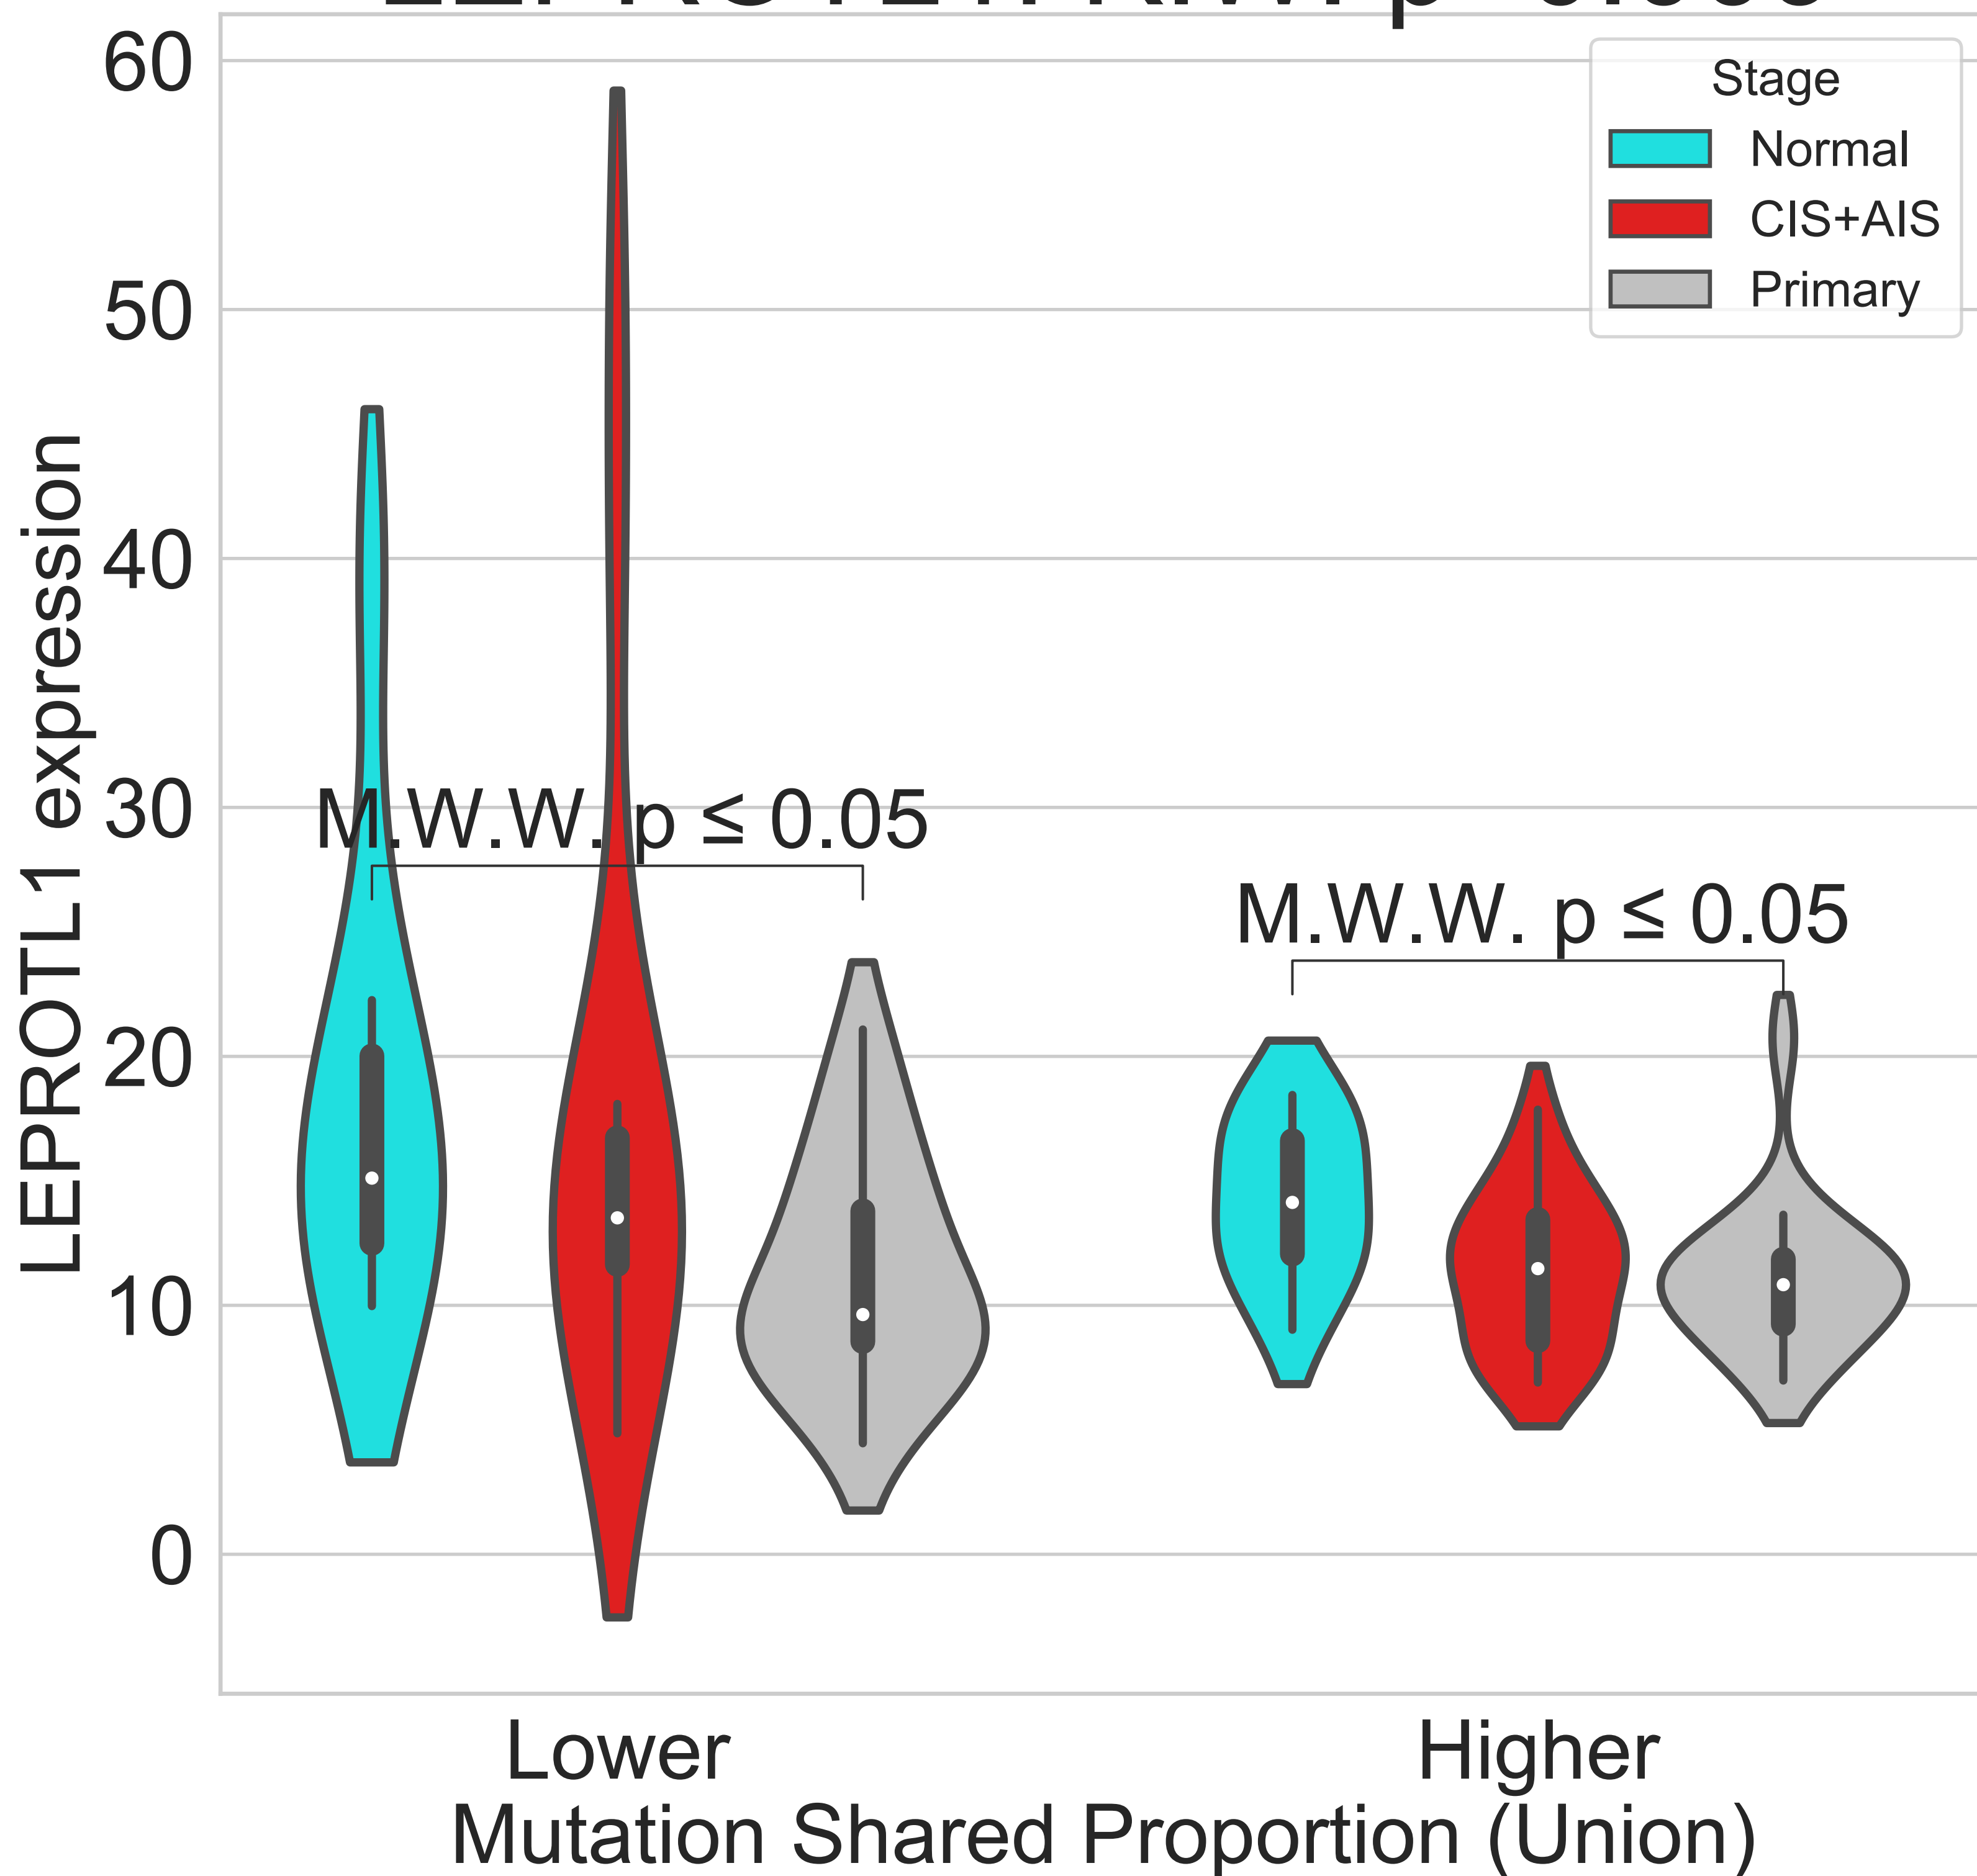 60
50
40
30
20
10
0
LEPROTL1 expression
Stage
Normal
CIS+AIS
Primary
M.W.W. p ≤ 0.05
M.W.W. p ≤ 0.05
Lower
Higher
Mutation Shared Proportion (Union)